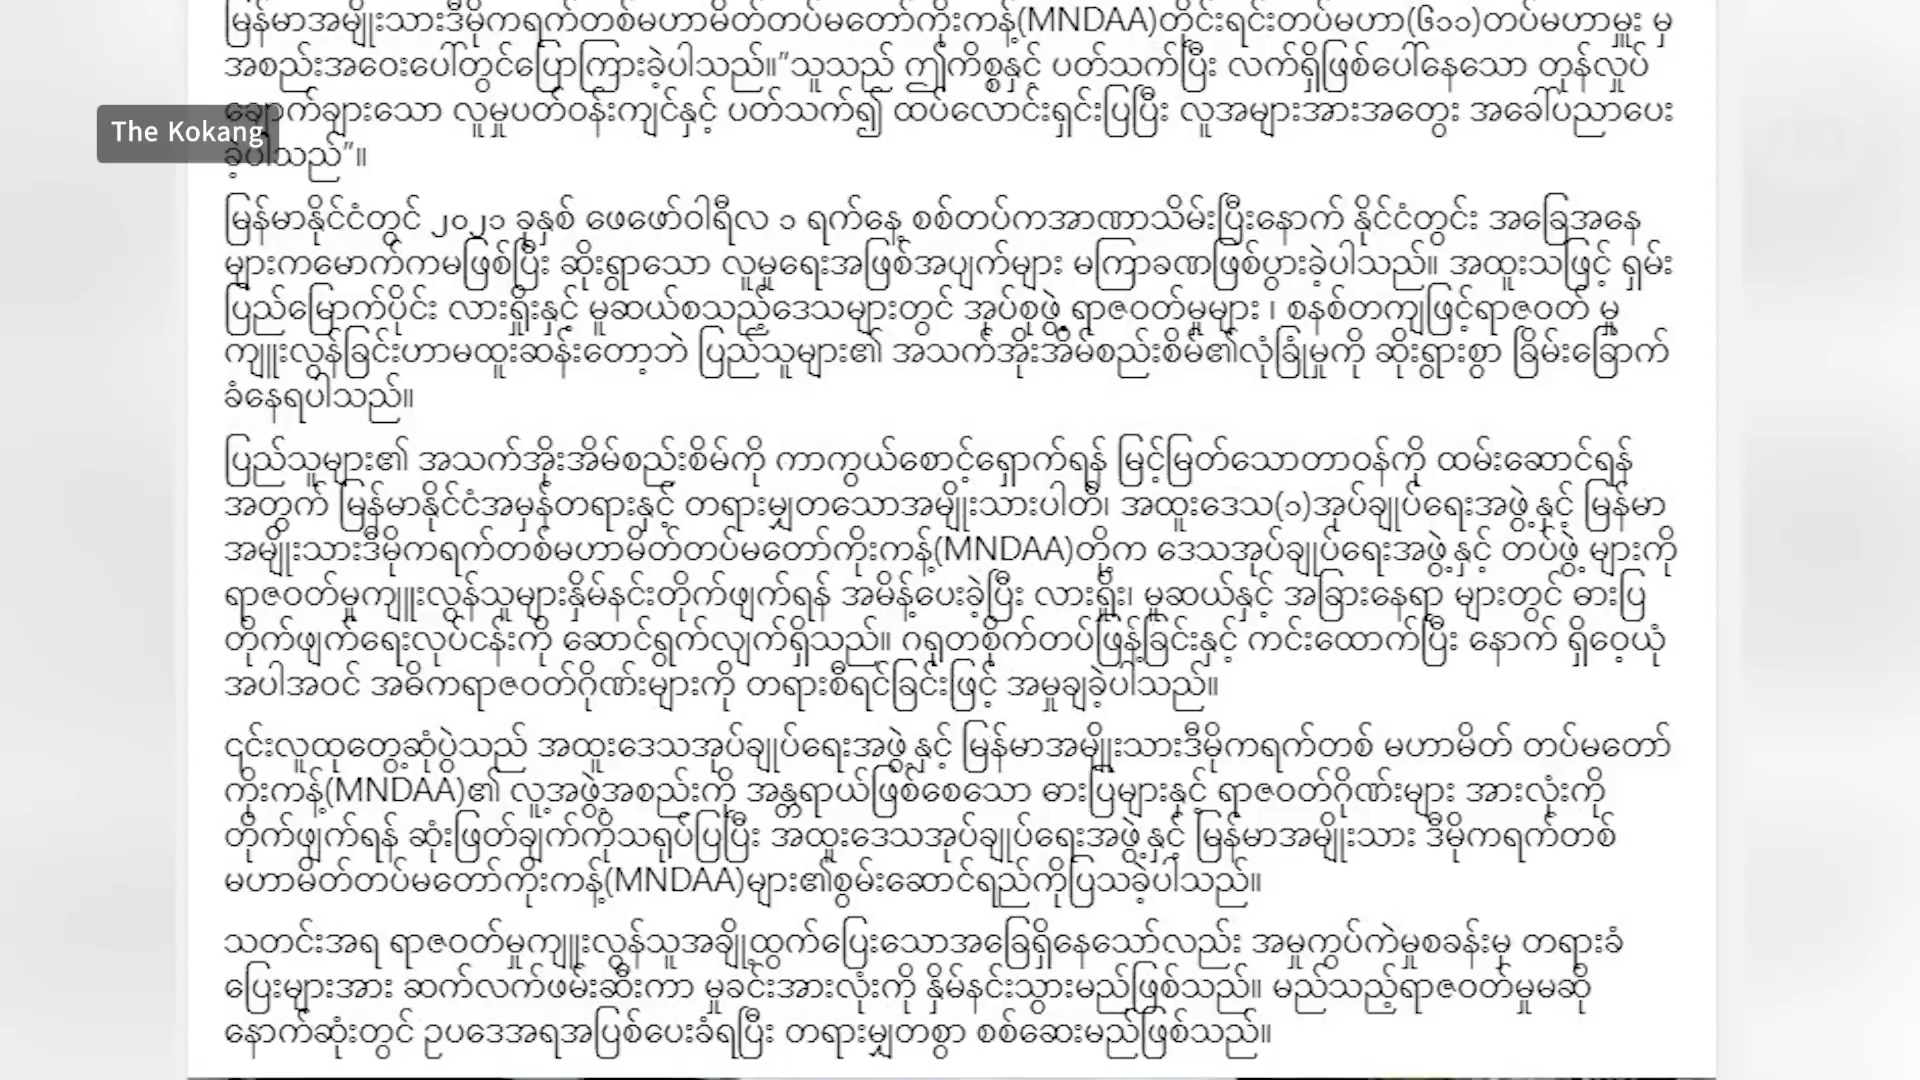 မြန်မာအမျိုးသားဒီမိုကရက်တစ်မဟာမိတ်တပ်မတော်ကိုးကန့်(MNDAA)တိုင်းရင်းတပ်မဟာ(၆၁၁)တပ်မဟာမှူး မှ
အစည်းအဝေးပေါ်တွင်ပြောကြားခဲ့ပါသည်။"သူသည် ဤကိစ္စနှင့် ပတ်သက်ပြီး လက်ရှိဖြစ်ပေါ်နေသော တုန်လှုပ်
ချောက်ချားသော လူမှုပတ်ဝန်းကျင်နှင့် ပတ်သက်၍ ထပ်လောင်းရှင်းပြပြီး လူအများအားအတွေး အခေါ်ပညာပေး
The Kokang
ခဲ့ပါသည်"။
မြန်မာနိုင်ငံတွင် ၂၀၂၁ ခုနှစ် ဖေဖော်ဝါရီလ ၁ ရက်နေ့ စစ်တပ်ကအာဏာသိမ်းပြီးနောက် နိုင်ငံတွင်း အခြေအနေ
များကမောက်ကမဖြစ်ပြီး ဆိုးရွာသော လူမှုရေးအဖြစ်အပျက်များ မကြာခဏဖြစ်ပွားခဲ့ပါသည်။ အထူးသဖြင့် ရှမ်း
ပြည်မြောက်ပိုင်း လားရှိုးနှင့် မူဆယ်စသည့်ဒေသများတွင် အုပ်စုဖွဲ့ ရာဇဝတ်မှုများ ၊ စနစ်တကျဖြင့်ရာဇဝတ် မှု
ကျူးလွန်ခြင်းဟာမထူးဆန်းတော့ဘဲ ပြည်သူများ၏ အသက်အိုးအိမ်စည်းစိမ်၏လုံခြုံမှုကို ဆိုးရွားစွာ ခြိမ်းခြောက်
ခံနေရပါသည်။
ပြည်သူများ၏ အသက်အိုးအိမ်စည်းစိမ်ကို ကာကွယ်စောင့်ရှောက်ရန် မြင့်မြတ်သောတာဝန်ကို ထမ်းဆောင်ရန်
အတွက် မြန်မာနိုင်ငံအမှန်တရားနှင့် တရားမျှတသောအမျိုးသားပါတီ၊ အထူးဒေသ(၁)အုပ်ချုပ်ရေးအဖွဲ့နှင့် မြန်မာ
အမျိုးသားဒီမိုကရက်တစ်မဟာမိတ်တပ်မတော်ကိုးကန့်(MNDAA)တို့က ဒေသအုပ်ချုပ်ရေးအဖွဲ့နှင့် တပ်ဖွဲ့ များကို
ရာဇဝတ်မှုကျူးလွန်သူများနှိမ်နင်းတိုက်ဖျက်ရန် အမိန့်ပေးခဲ့ပြီး လားရှိုး၊ မူဆယ်နှင့် အခြားနေရာ များတွင် ဓားပြ
တိုက်ဖျက်ရေးလုပ်ငန်းကို ဆောင်ရွက်လျက်ရှိသည်။ ဂရုတစိုက်တပ်ဖြန့်ခြင်းနှင့် ကင်းထောက်ပြီး နောက် ရှိဝေ့ယုံ
အပါအဝင် အဓိကရာဇဝတ်ဂိုဏ်းများကို တရားစီရင်ခြင်းဖြင့် အမှုချခဲ့ပါသည်။
၎င်းလူထုတွေ့ဆုံပွဲသည် အထူးဒေသအုပ်ချုပ်ရေးအဖွဲ့နှင့် မြန်မာအမျိုးသားဒီမိုကရက်တစ် မဟာမိတ် တပ်မတော်
ကိုးကန့်(MNDAA)၏ လူ့အဖွဲ့အစည်းကို အန္တရာယ်ဖြစ်စေသော ဓားပြများနှင့် ရာဇဝတ်ဂိုဏ်းများ အားလုံးကို
တိုက်ဖျက်ရန် ဆုံးဖြတ်ချက်ကိုသရုပ်ပြပြီး အထူးဒေသအုပ်ချုပ်ရေးအဖွဲ့နှင့် မြန်မာအမျိုးသား ဒီမိုကရက်တစ်
မဟာမိတ်တပ်မတော်ကိုးကန့်(MNDAA)များ၏စွမ်းဆောင်ရည်ကိုပြသခဲ့ပါသည်။
သတင်းအရ ရာဇဝတ်မှုကျူးလွန်သူအချို့ထွက်ပြေးသောအခြေရှိနေသော်လည်း အမှုကွပ်ကဲမှုစခန်းမှ တရားခံ
ပြေးများအား ဆက်လက်ဖမ်းဆီးကာ မှုခင်းအားလုံးကို နှိမ်နင်းသွားမည်ဖြစ်သည်။ မည်သည့်ရာဇဝတ်မှုမဆို
နောက်ဆုံးတွင် ဥပဒေအရအပြစ်ပေးခံရပြီး တရားမျှတစွာ စစ်ဆေးမည်ဖြစ်သည်။